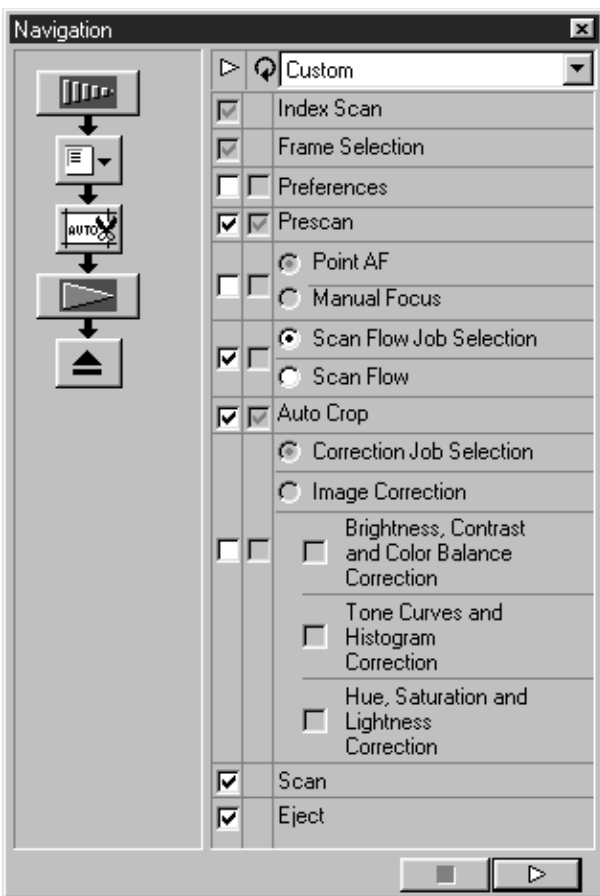 Navigation
Custom
Index Scan
Frame Selection
Preferences
Prescan
Point AF
Manual Focus
Scan Flow Job Selection
Scan Flow
AUTO
Auto Crop
Correction Job Selection
Image Correction
Brightness, Contrast
and Color Balance
Correction
Tone Curves and
Histogram
Correction
Hue, Saturation and
Lightness
Correction
Scan
Eject